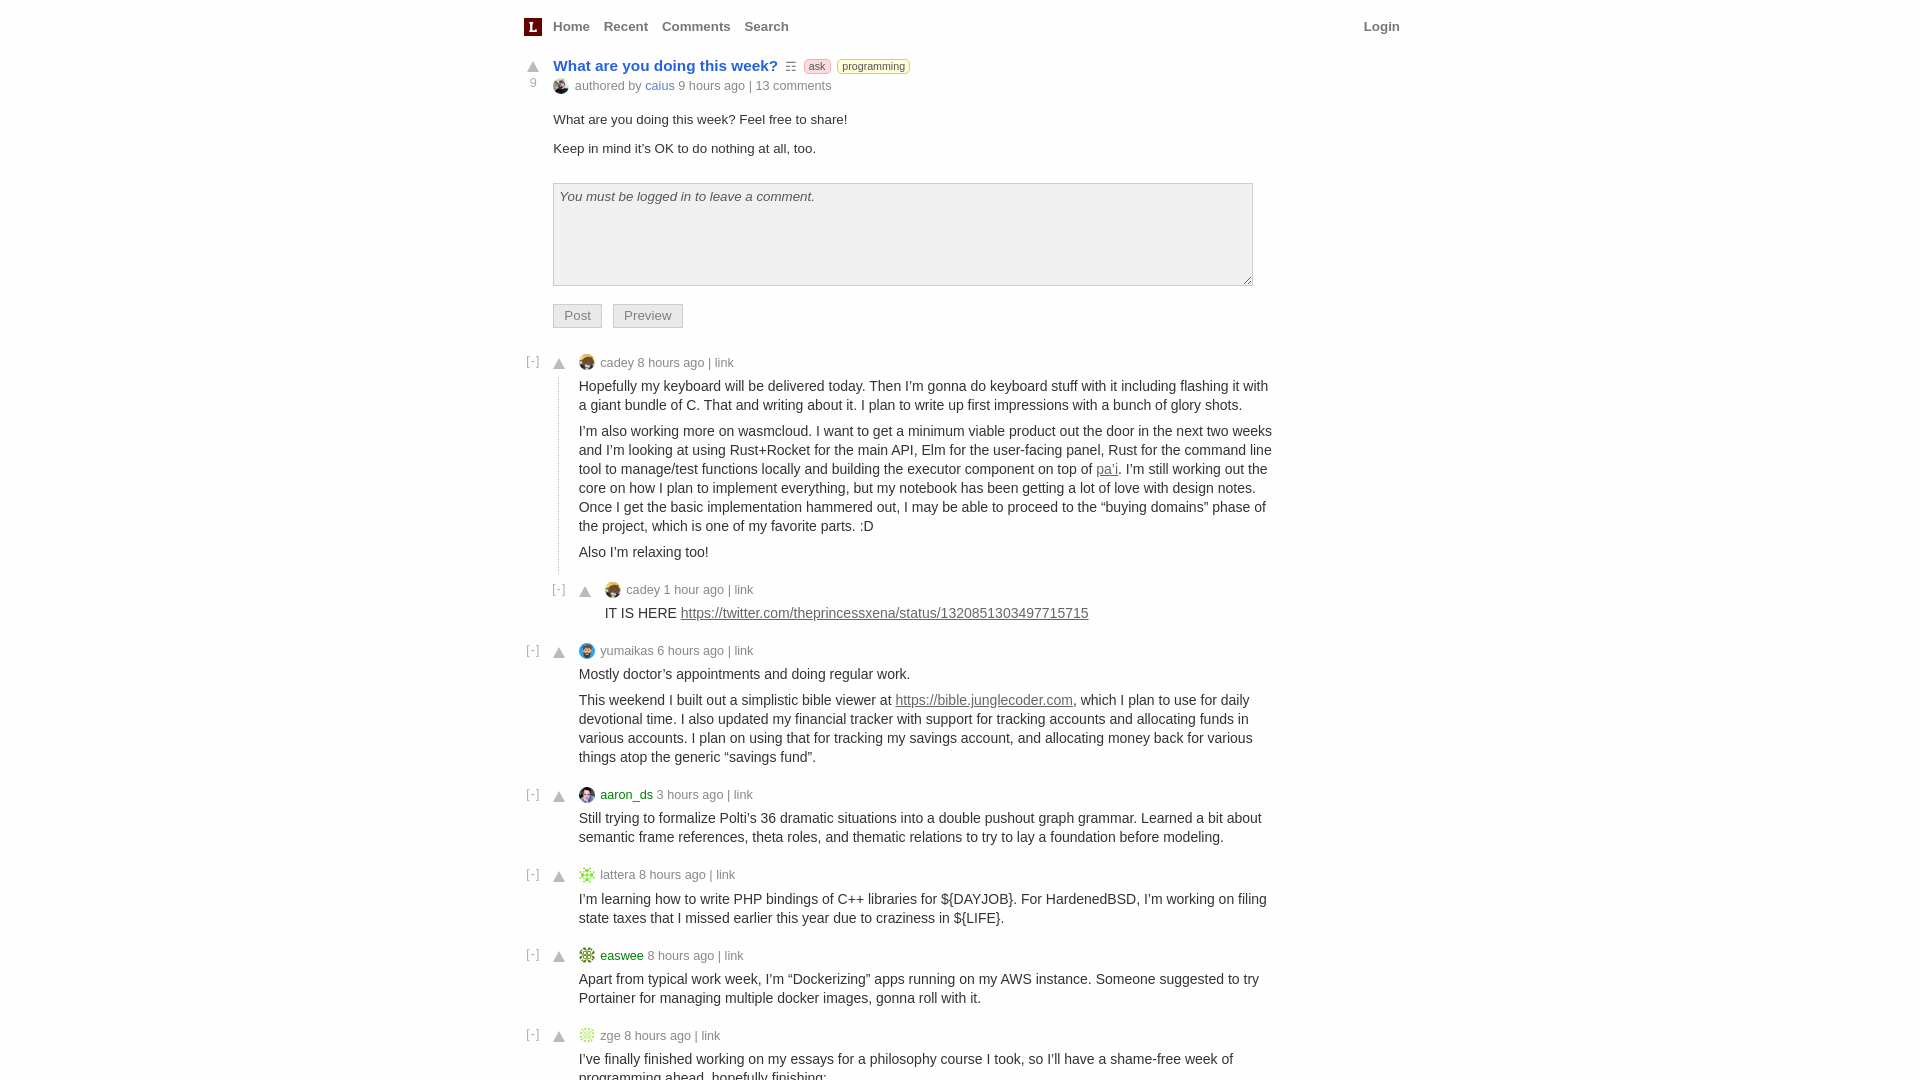 L Home Recent Comments Search Login
What are you doing this week? ☶ ask programming
9 authored by caius 9 hours ago | 13 comments
What are you doing this week? Feel free to share!
Keep in mind it’s OK to do nothing at all, too.
You must be logged in to leave a comment.
Post Preview
[-] cadey 8 hours ago | link
Hopefully my keyboard will be delivered today. Then I’m gonna do keyboard stuff with it including flashing it with
a giant bundle of C. That and writing about it. I plan to write up first impressions with a bunch of glory shots.
I’m also working more on wasmcloud. I want to get a minimum viable product out the door in the next two weeks
and I’m looking at using Rust+Rocket for the main API, Elm for the user-facing panel, Rust for the command line
tool to manage/test functions locally and building the executor component on top of pa’i. I’m still working out the
core on how I plan to implement everything, but my notebook has been getting a lot of love with design notes.
Once I get the basic implementation hammered out, I may be able to proceed to the “buying domains” phase of
the project, which is one of my favorite parts. :D
Also I’m relaxing too!
[-] cadey 1 hour ago | link
IT IS HERE https://twitter.com/theprincessxena/status/1320851303497715715
[-] yumaikas 6 hours ago | link
Mostly doctor’s appointments and doing regular work.
This weekend I built out a simplistic bible viewer at https://bible.junglecoder.com, which I plan to use for daily
devotional time. I also updated my financial tracker with support for tracking accounts and allocating funds in
various accounts. I plan on using that for tracking my savings account, and allocating money back for various
things atop the generic “savings fund”.
[-] aaron_ds 3 hours ago | link
Still trying to formalize Polti’s 36 dramatic situations into a double pushout graph grammar. Learned a bit about
semantic frame references, theta roles, and thematic relations to try to lay a foundation before modeling.
[-] lattera 8 hours ago | link
I’m learning how to write PHP bindings of C++ libraries for ${DAYJOB}. For HardenedBSD, I’m working on filing
state taxes that I missed earlier this year due to craziness in ${LIFE}.
[-] easwee 8 hours ago | link
Apart from typical work week, I’m “Dockerizing” apps running on my AWS instance. Someone suggested to try
Portainer for managing multiple docker images, gonna roll with it.
[-] zge 8 hours ago | link
I’ve finally finished working on my essays for a philosophy course I took, so I’ll have a shame-free week of
programming ahead, hopefully finishing: